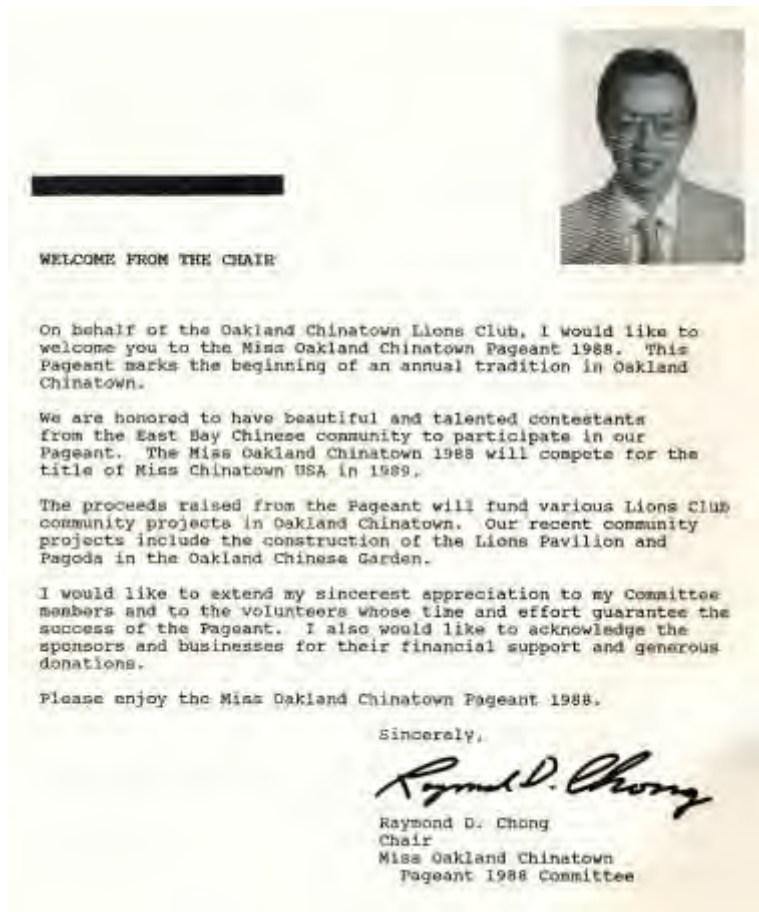 WELCOME FROM THE CHAIR
On behalf of the Oakland Chinatown Lions Club, I would like to
welcome you to the Miss Oakland Chinatown Pageant 1988. This
Pageant marks the beginning of an annual tradition in Oakland
Chinatown.
We are honored to have beautiful and talented contestants
from the East Bay Chinese community to participate in our
Pageant. The Miss Oakland Chinatown 1988 will compete for the
title of Miss Chinatown USA in 1989.
The proceeds raised from the Pageant will fund various Lions Club
community projects in Oakland Chinatown. Our recent community
projects include the construction of the Lions Pavilion and
Pagoda in the Oakland Chinese Garden.
I would like to extend my sincerest appreciation to my Committee
members and to the volunteers whose time and effort guarantee the
success of the Pageant. I also would like to acknowledge the
sponsors and businesses for their financial support and generous
donations.
Please enjoy the Miss Oakland Chinatown Pageant 1988.
Sincerely,
Raymond D. Chong
Raymond D. Chong
Chair
Miss Oakland Chinatown
Pageant 1988 Committee